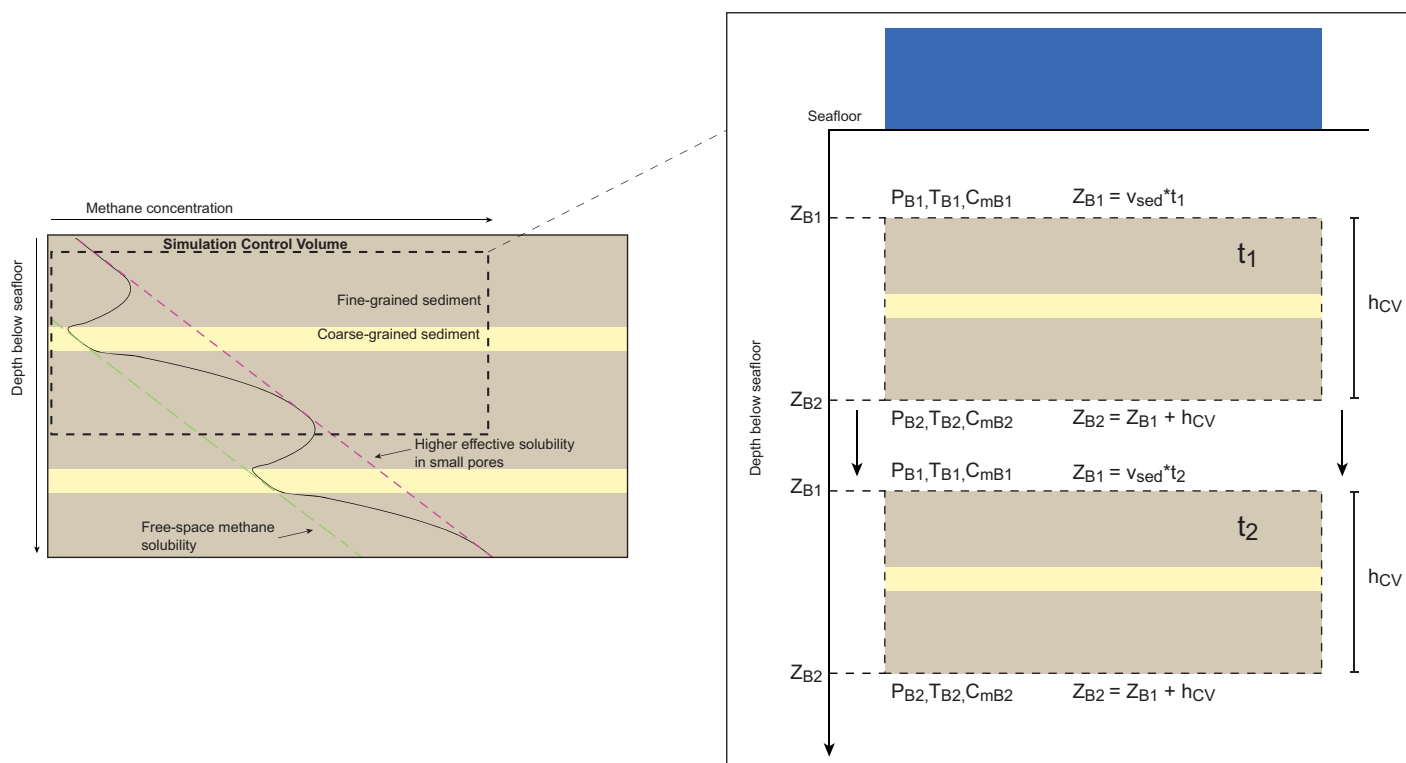 Methane concentration
Depth below seafloor
Simulation Control Volume
Fine-grained sediment
Coarse-grained sediment
Higher effective solubility
in small pores
Free-space methane
solubility
Seafloor
Depth below seafloor
Z_B1
P_B1,T_B1,C_mB1
Z_B1 = v_sed*t_1
t_1
h_CV
Z_B2
P_B2,T_B2,C_mB2
Z_B2 = Z_B1 + h_CV
Z_B1
P_B1,T_B1,C_mB1
Z_B1 = v_sed*t_2
t_2
h_CV
Z_B2
P_B2,T_B2,C_mB2
Z_B2 = Z_B1 + h_CV